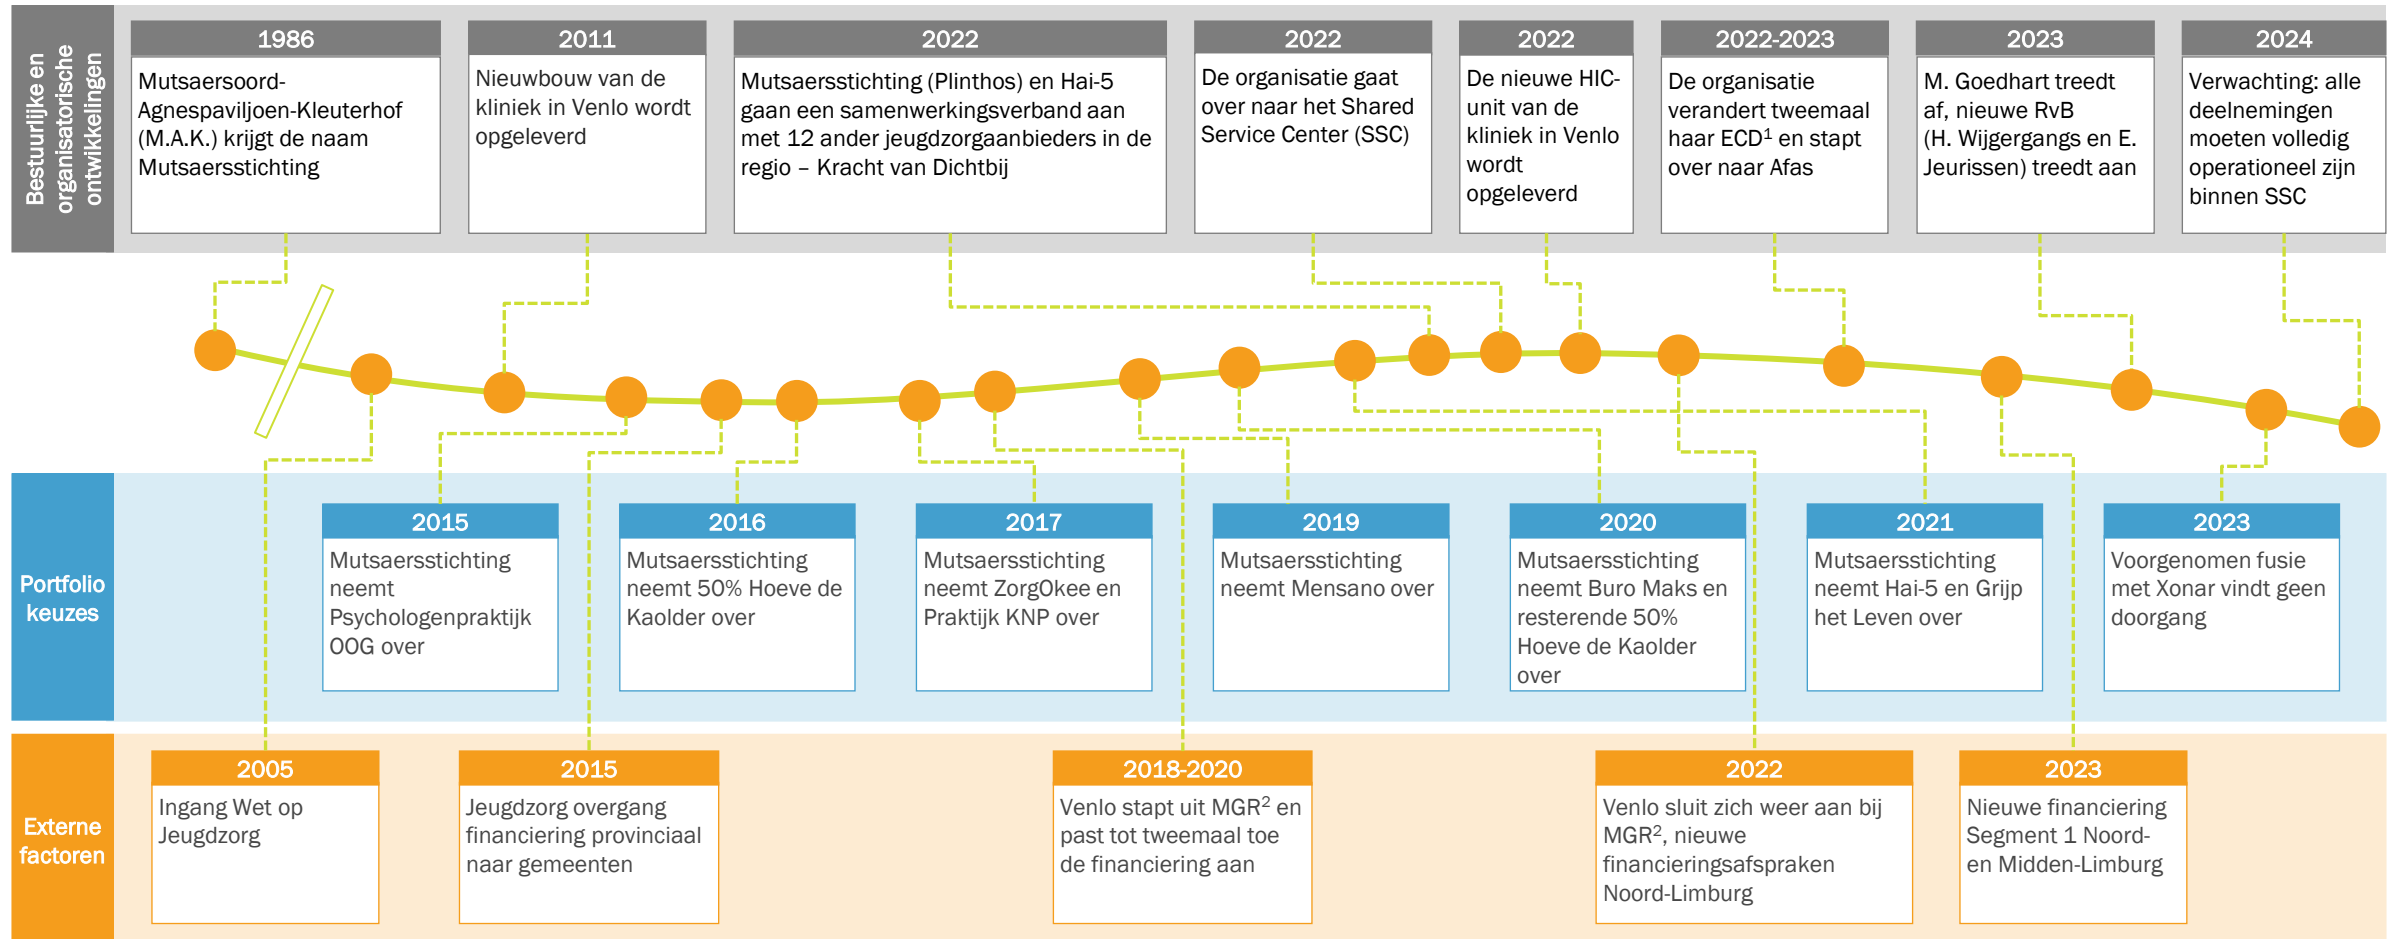 Bestuurlijke en
organisatorische
ontwikkelingen
1986
Mutsaersoord-
Agnespaviljoen-Kleuterhof
(M.A.K.) krijgt de naam
Mutsaersstichting
2011
Nieuwbouw van de
kliniek in Venlo wordt
opgeleverd
2022
Mutsaersstichting (Plinthos) en Hai-5
gaan een samenwerkingsverband aan
met 12 ander jeugdzorgaanbieders in de
regio – Kracht van Dichtbij
2022
De organisatie gaat
over naar het Shared
Service Center (SSC)
2022
De nieuwe HIC-
unit van de
kliniek in Venlo
wordt
opgeleverd
2022-2023
De organisatie
verandert tweemaal
haar ECD¹ en stapt
over naar Afas
2023
M. Goedhart treedt
af, nieuwe RvB
(H. Wijgergangs en E.
Jeurissen) treedt aan
2024
Verwachting: alle
deelnemingen
moeten volledig
operationeel zijn
binnen SSC
Portfolio
keuzes
2015
Mutsaersstichting
neemt
Psychologenpraktijk
OOG over
2016
Mutsaersstichting
neemt 50% Hoeve de
Kaolder over
2017
Mutsaersstichting
neemt ZorgOkee en
Praktijk KNP over
2019
Mutsaersstichting
neemt Mensano over
2020
Mutsaersstichting
neemt Buro Maks en
resterende 50%
Hoeve de Kaolder
over
2021
Mutsaersstichting
neemt Hai-5 en Grijp
het Leven over
2023
Voorgenomen fusie
met Xonar vindt geen
doorgang
Externe
factoren
2005
Ingang Wet op
Jeugdzorg
2015
Jeugdzorg overgang
financiering provinciaal
naar gemeenten
2018-2020
Venlo stapt uit MGR² en
past tot tweemaal toe
de financiering aan
2022
Venlo sluit zich weer aan bij
MGR², nieuwe
financieringsafspraken
Noord-Limburg
2023
Nieuwe financiering
Segment 1 Noord-
en Midden-Limburg